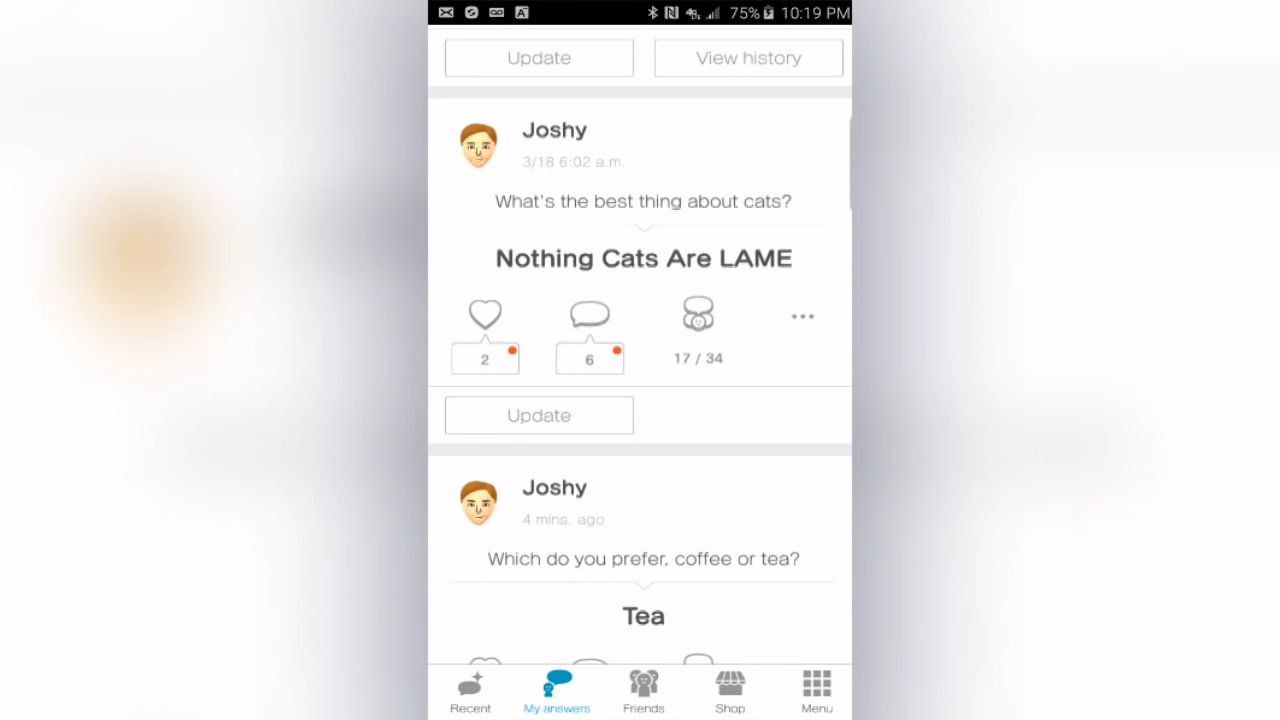 75% 10:19 PM
Update View history
Joshy
3/18 6:02 a.m.
What's the best thing about cats?
Nothing Cats Are LAME
2 6 17 / 34
Update
Joshy
4 mins. ago
Which do you prefer, coffee or tea?
Tea
Recent My answers Friends Shop Menu